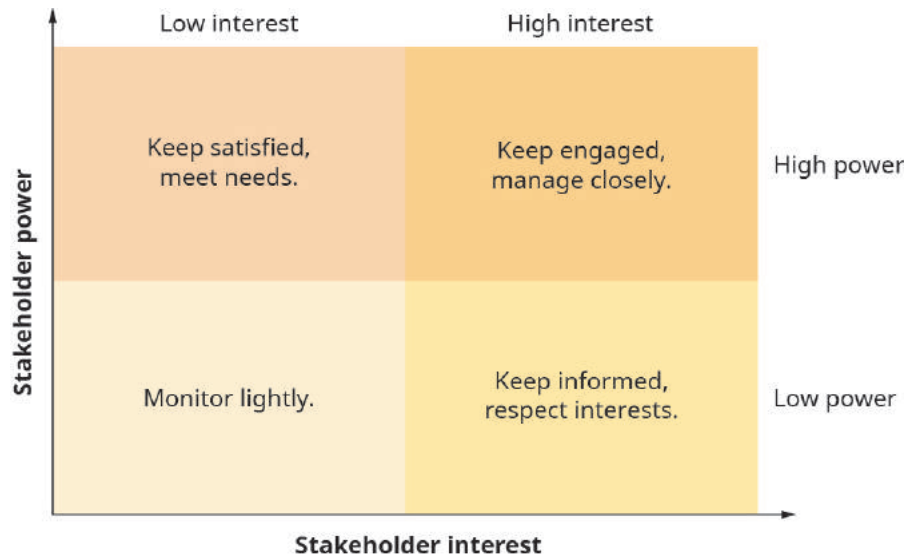 Low interest
High interest
Keep satisfied,
meet needs.
Keep engaged,
manage closely.
High power
Stakeholder power
Monitor lightly.
Keep informed,
respect interests.
Low power
Stakeholder interest